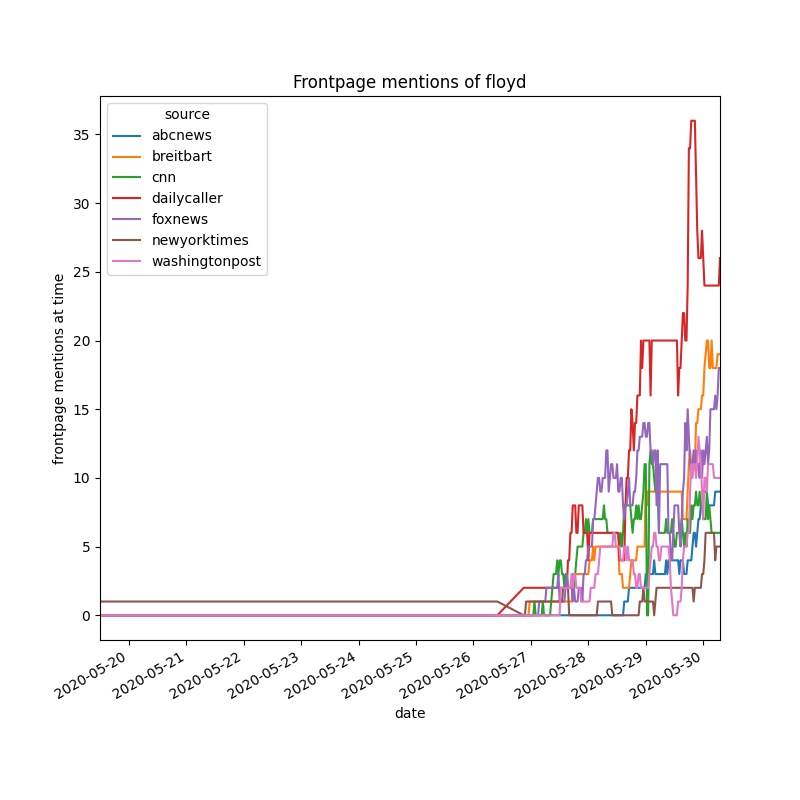 Frontpage mentions of floyd
source
abcnews
breitbart
cnn
dailycaller
foxnews
newyorktimes
washingtonpost
frontpage mentions at time
35
30
25
20
15
10
5
0
2020-05-20
2020-05-21
2020-05-22
2020-05-23
2020-05-24
2020-05-25
2020-05-26
2020-05-27
2020-05-28
2020-05-29
2020-05-30
date